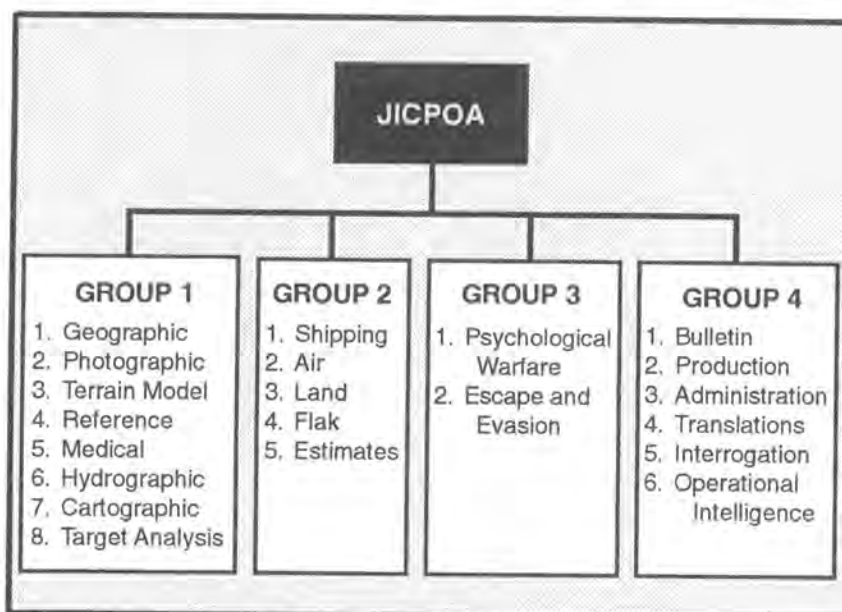 JICPOA
GROUP 1
1. Geographic
2. Photographic
3. Terrain Model
4. Reference
5. Medical
6. Hydrographic
7. Cartographic
8. Target Analysis
GROUP 2
1. Shipping
2. Air
3. Land
4. Flak
5. Estimates
GROUP 3
1. Psychological
Warfare
2. Escape and
Evasion
GROUP 4
1. Bulletin
2. Production
3. Administration
4. Translations
5. Interrogation
6. Operational
Intelligence